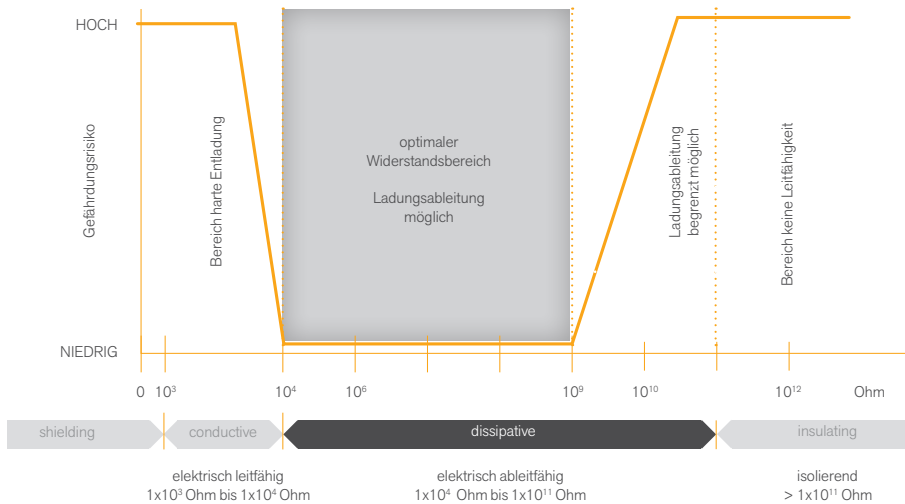 HOCH
Gefährdungsrisiko
NIEDRIG
Bereich harte Entladung
optimaler
Widerstandsbereich
Ladungsableitung
möglich
Ladungsableitung
begrenzt möglich
Bereich keine Leitfähigkeit
0 10³ 10⁴ 10⁶ 10⁹ 10¹⁰ 10¹² Ohm
shielding conductive dissipative insulating
elektrisch leitfähig
1x10³ Ohm bis 1x10⁴ Ohm
elektrisch ableitfähig
1x10⁴ Ohm bis 1x10¹¹ Ohm
isolierend
> 1x10¹¹ Ohm